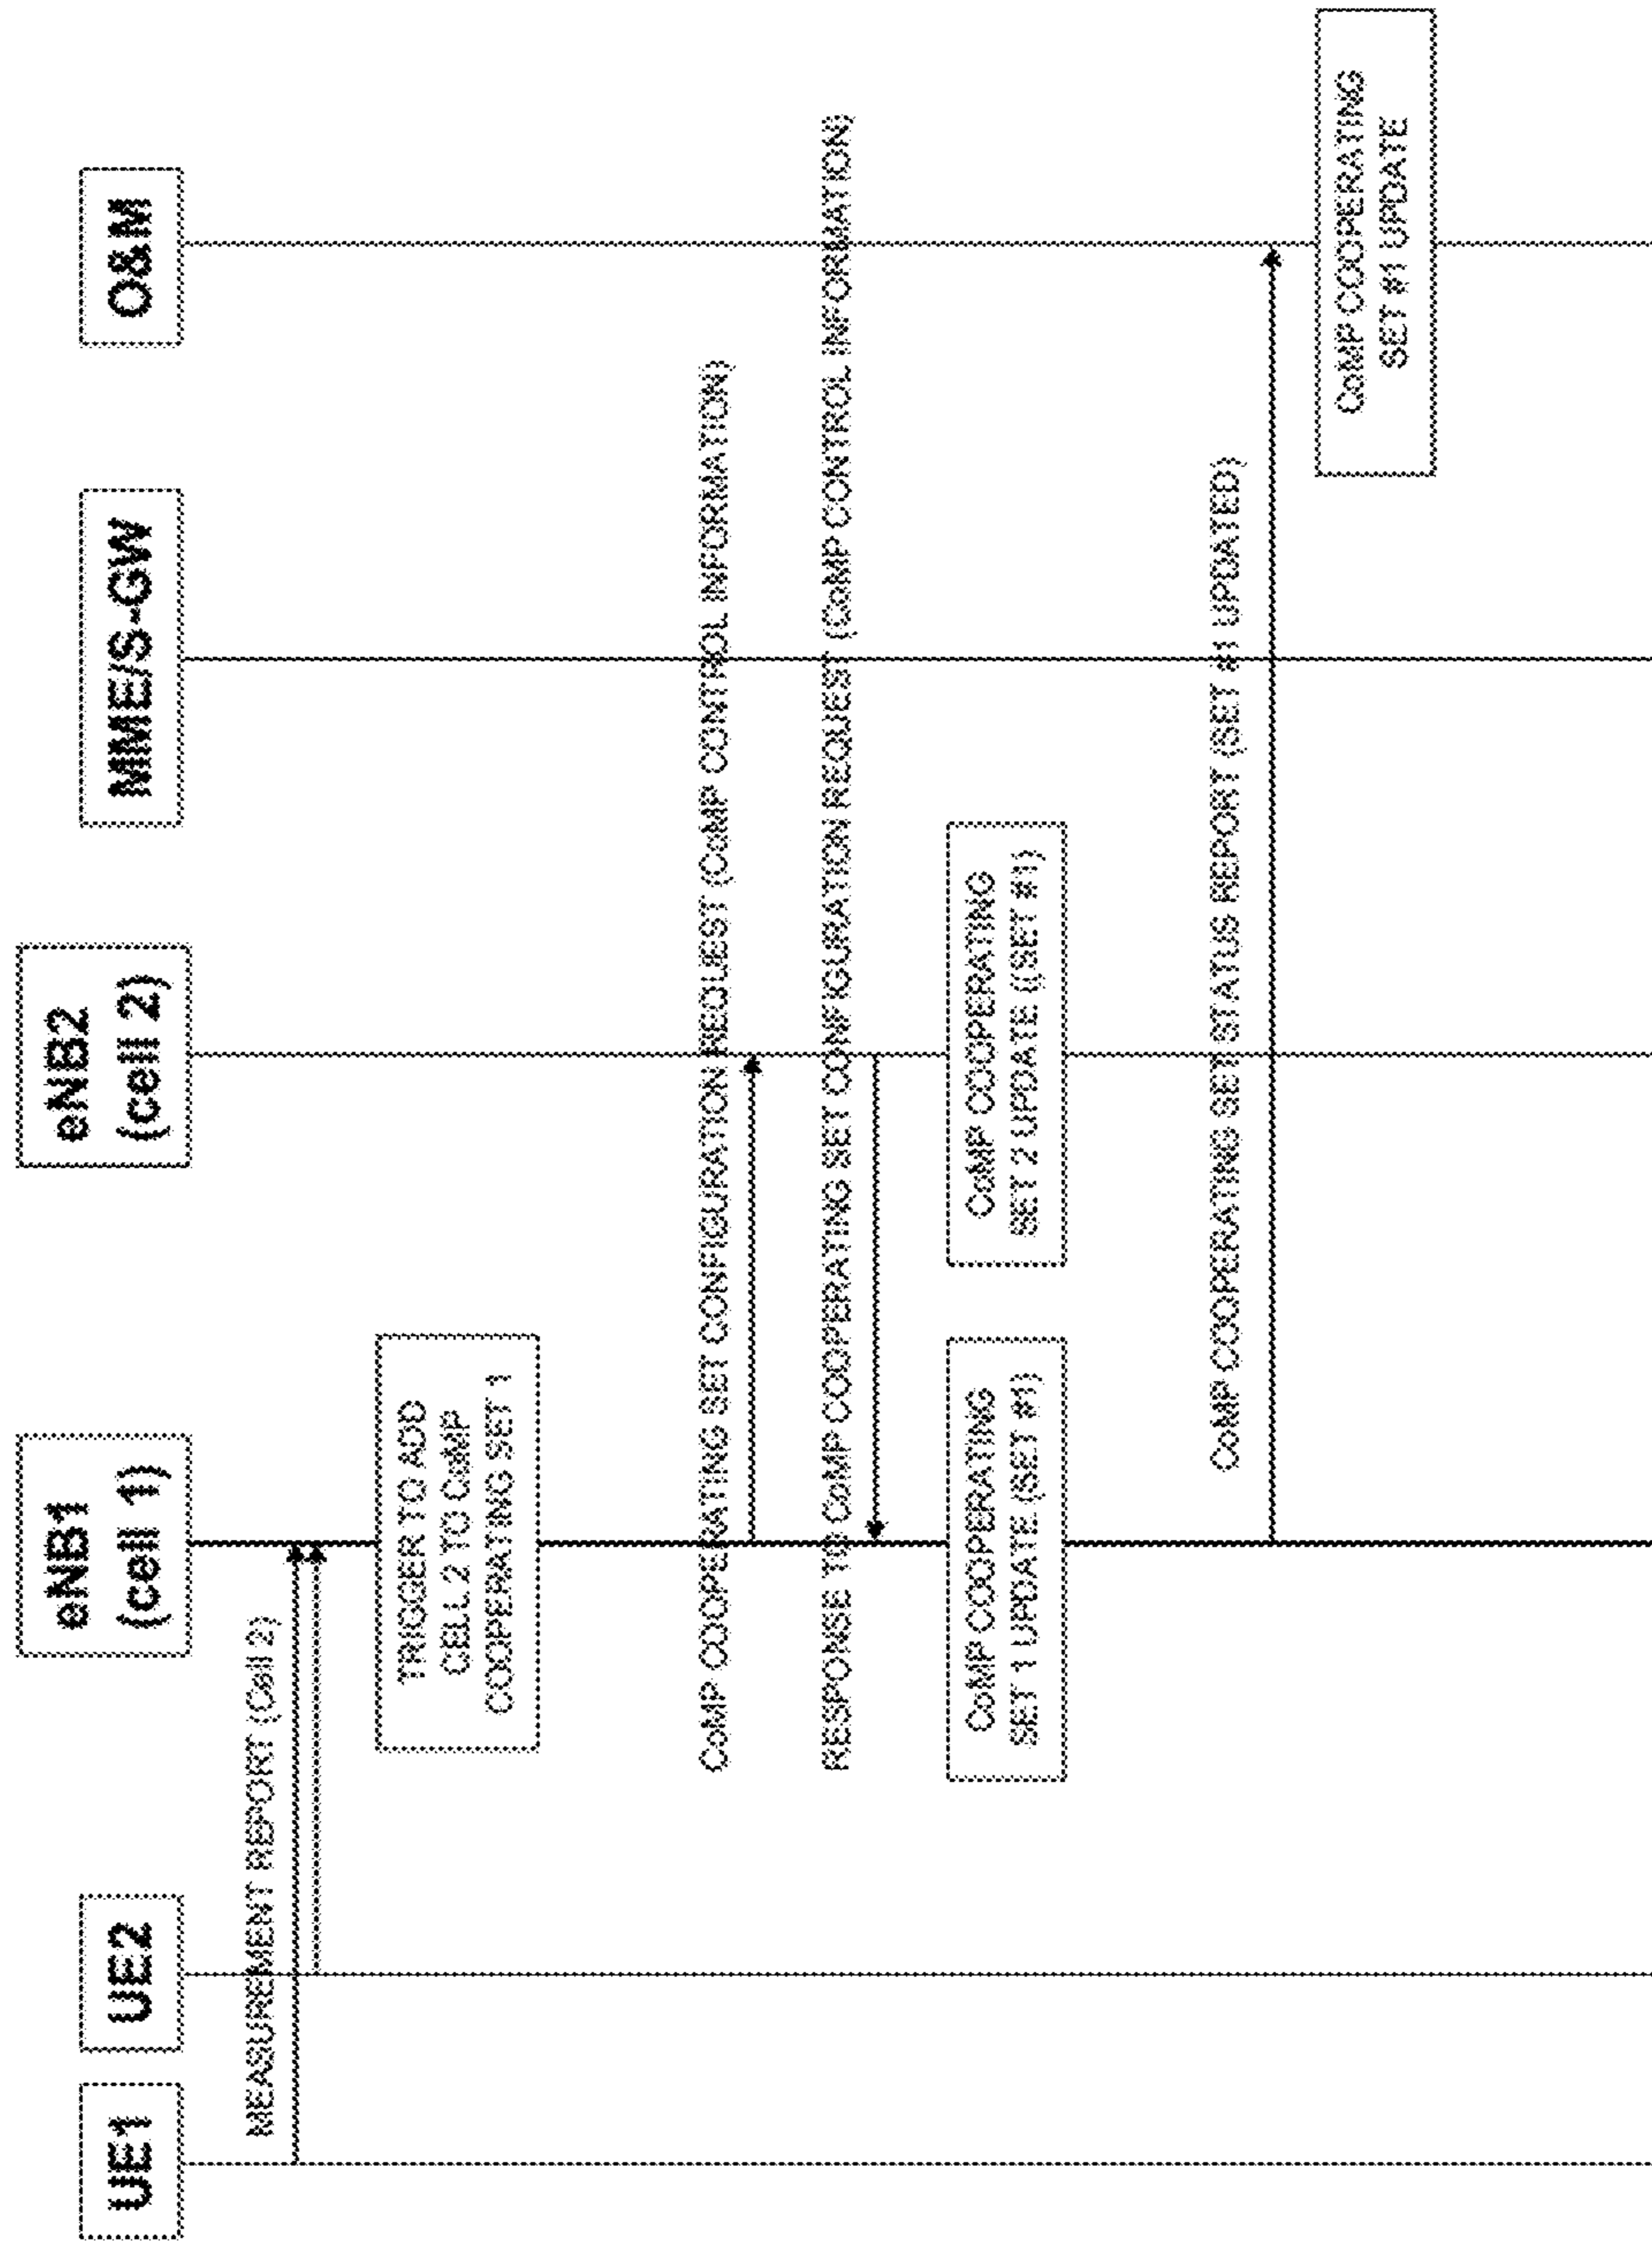 UE1
UE2
eNB1
(cell 1)
eNB2
(cell 2)
MME/S-GW
O&M
MEASUREMENT REPORT (Cell 2)
TRIGGER TO ADD
CELL 2 TO CoMP
COOPERATING SET 1
CoMP COOPERATING SET CONFIGURATION REQUEST (CoMP CONTROL INFORMATION)
RESPONSE TO CoMP COOPERATING SET CONFIGURATION REQUEST (CoMP CONTROL INFORMATION)
CoMP COOPERATING
SET 1 UPDATE (SET #1)
CoMP COOPERATING
SET 2 UPDATE ((SET #1)
CoMP COOPERATING SET STATUS REPORT (SET #1 UPDATED)
CoMP COOPERATING
SET #1 UPDATE